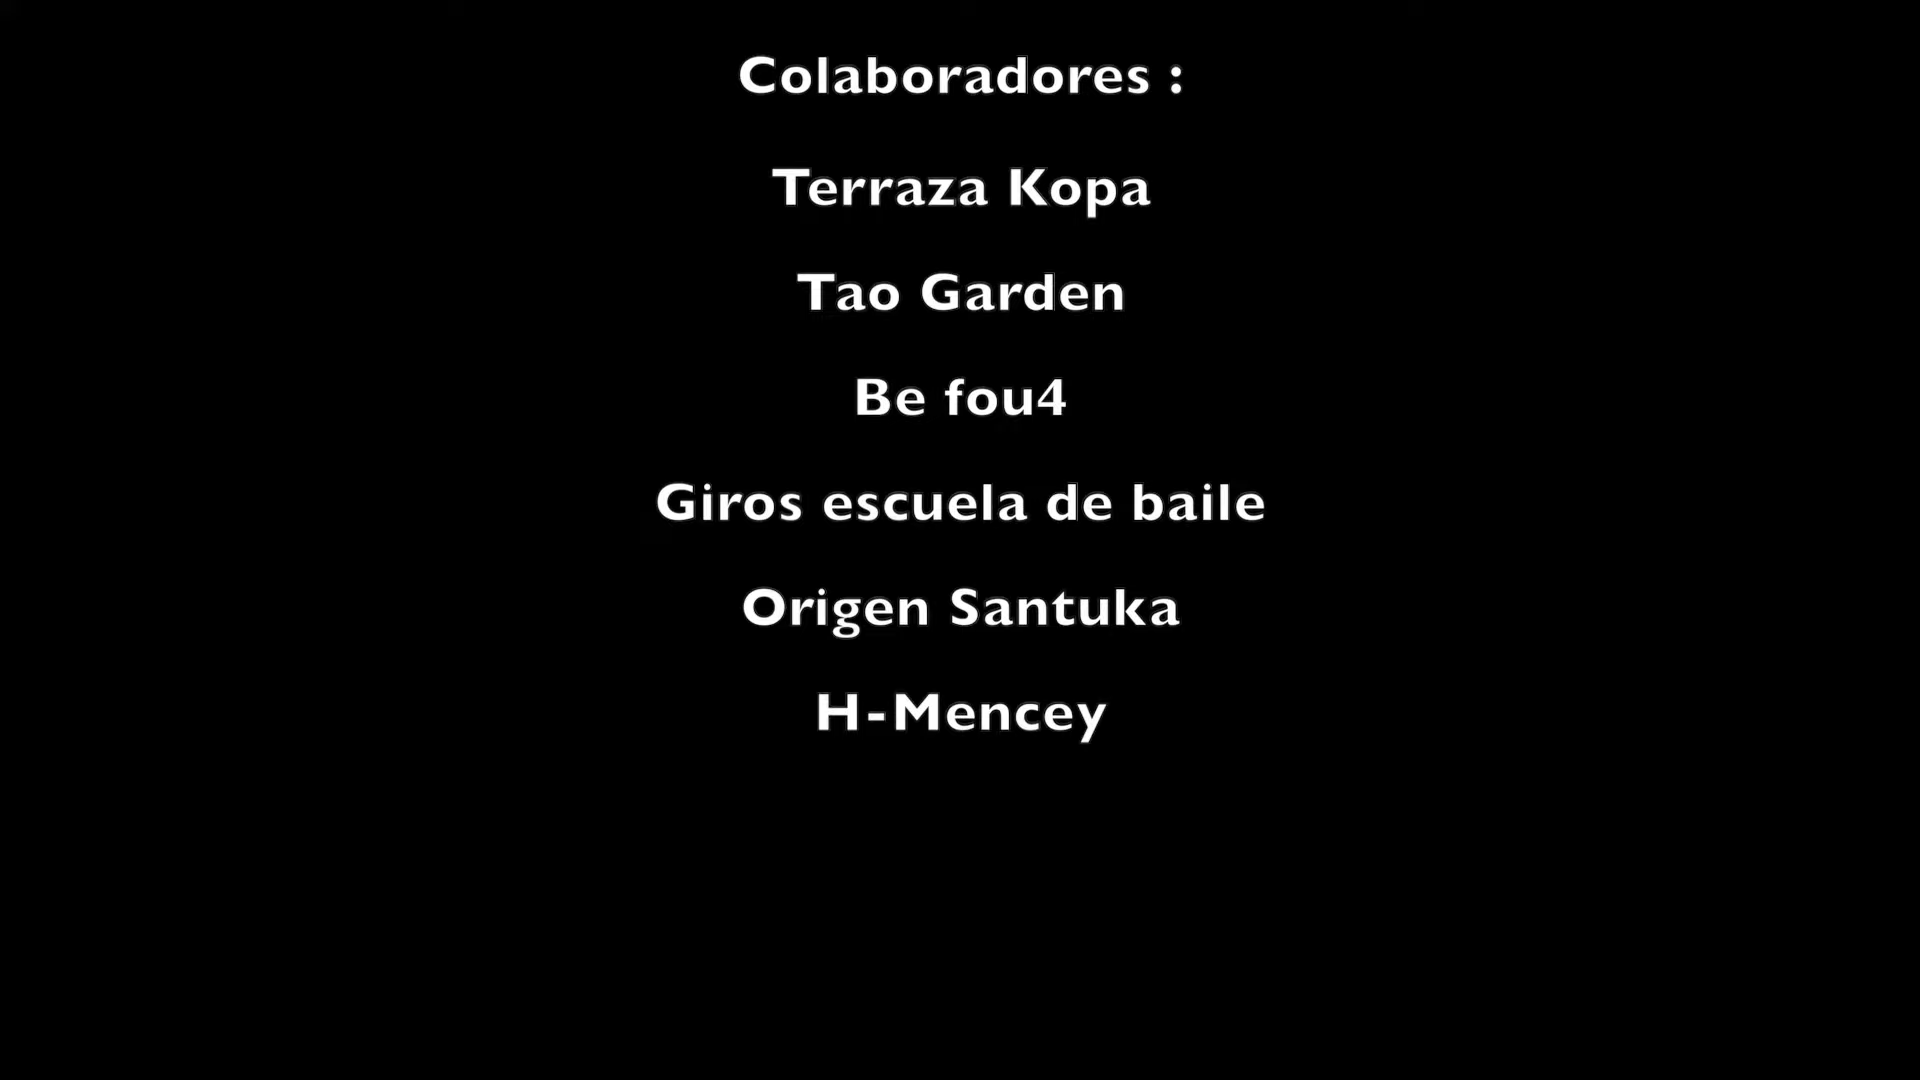 Colaboradores :
Terraza Kopa
Tao Garden
Be fou4
Giros escuela de baile
Origen Santuka
H-Mencey